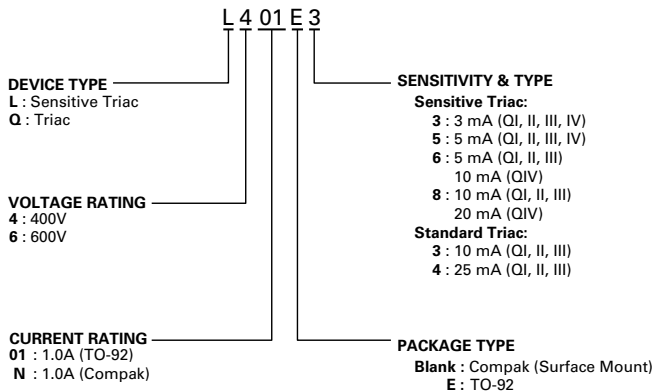 L 4 01 E 3
DEVICE TYPE
L : Sensitive Triac
Q : Triac
VOLTAGE RATING
4 : 400V
6 : 600V
CURRENT RATING
01 : 1.0A (TO-92)
N : 1.0A (Compak)
SENSITIVITY & TYPE
Sensitive Triac:
3 : 3 mA (QI, II, III, IV)
5 : 5 mA (QI, II, III, IV)
6 : 5 mA (QI, II, III)
10 mA (QIV)
8 : 10 mA (QI, II, III)
20 mA (QIV)
Standard Triac:
3 : 10 mA (QI, II, III)
4 : 25 mA (QI, II, III)
PACKAGE TYPE
Blank : Compak (Surface Mount)
E : TO-92